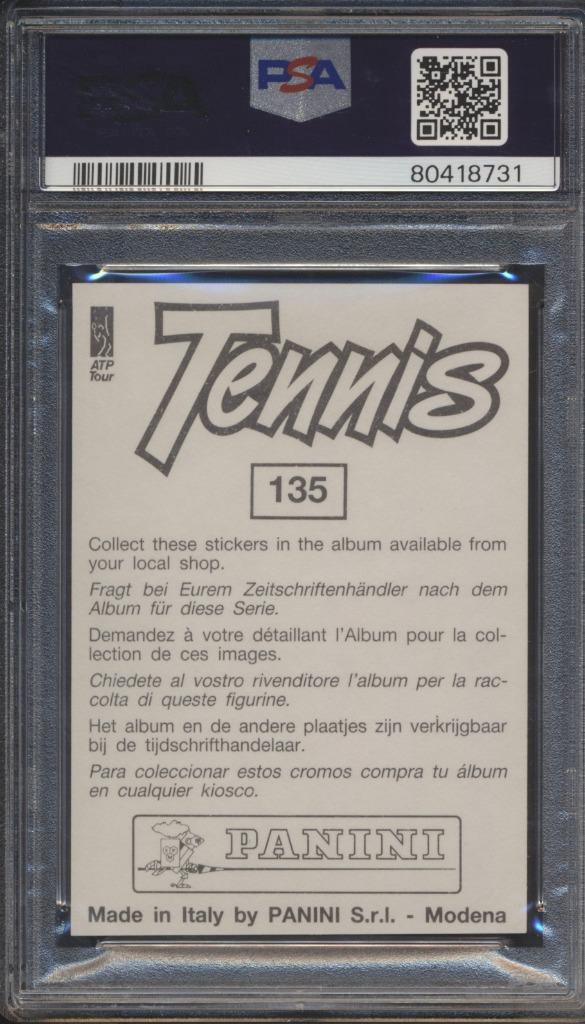 PSA
80418731
ATP
Tour
Tennis
135
Collect these stickers in the album available from
your local shop.
Fragt bei Eurem Zeitschriftenhändler nach dem
Album für diese Serie.
Demandez à votre détaillant l'Album pour la col-
lection de ces images.
Chiedete al vostro rivenditore l'album per la rac-
colta di queste figurine.
Het album en de andere plaatjes zijn verkrijgbaar
bij de tijdschrifthandelaar.
Para coleccionar estos cromos compra tu álbum
en cualquier kiosco.
PANINI
Made in Italy by PANINI S.r.l. - Modena